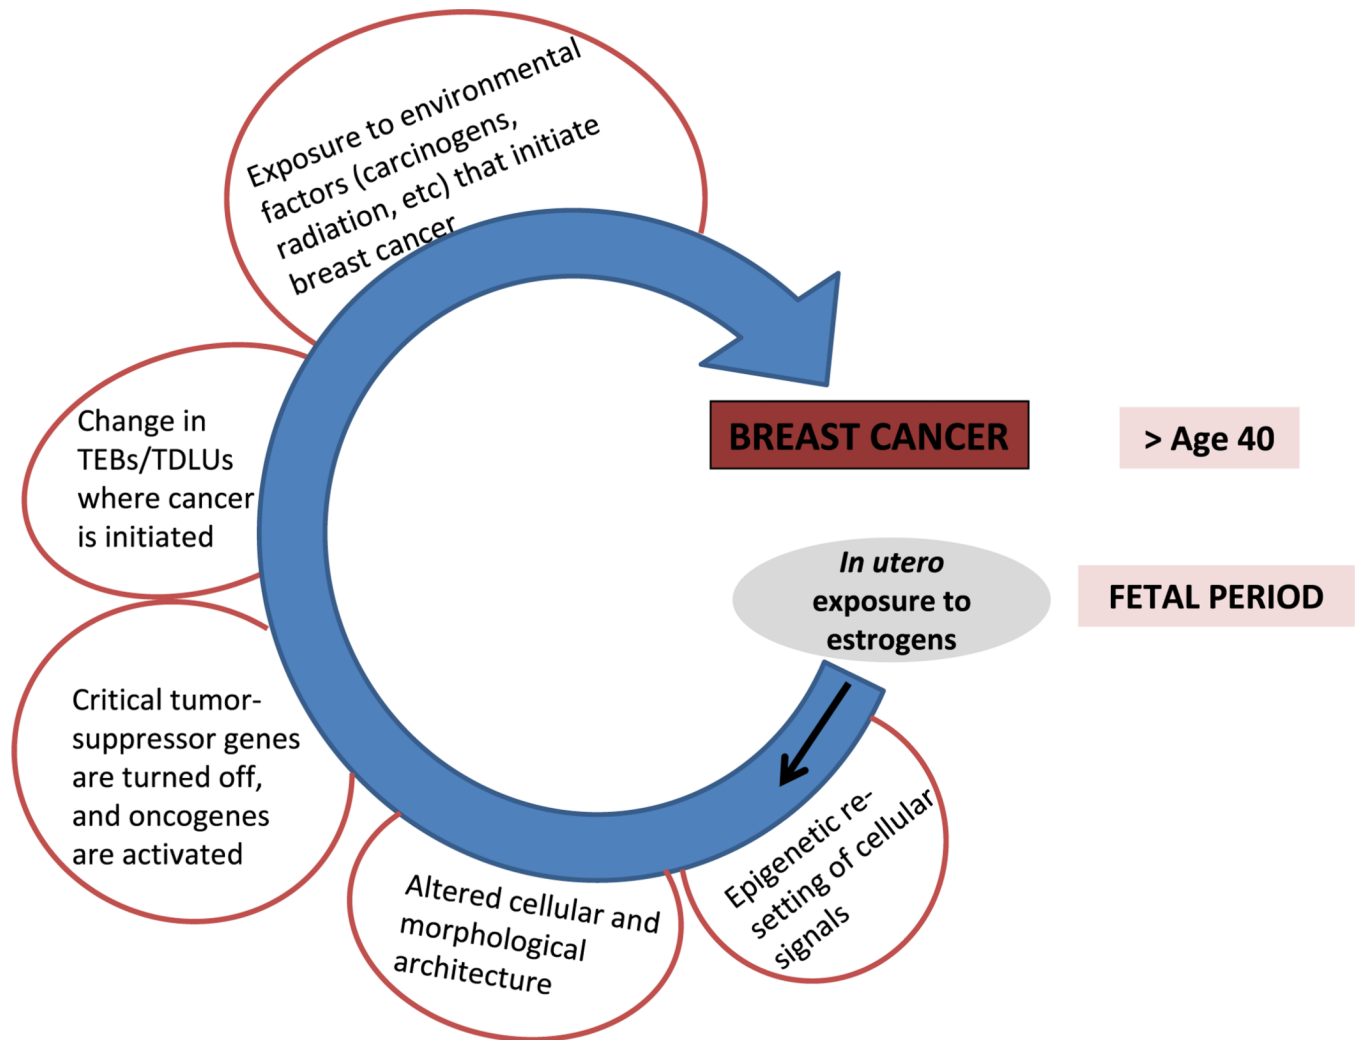 Exposure to environmental
factors (carcinogens,
radiation, etc) that initiate
breast cancer
Change in
TEBs/TDLUs
where cancer
is initiated
Critical tumor-
suppressor genes
are turned off,
and oncogenes
are activated
Altered cellular and
morphological
architecture
Epigenetic re-
setting of cellular
signals
BREAST CANCER
> Age 40
In utero
exposure to
estrogens
FETAL PERIOD